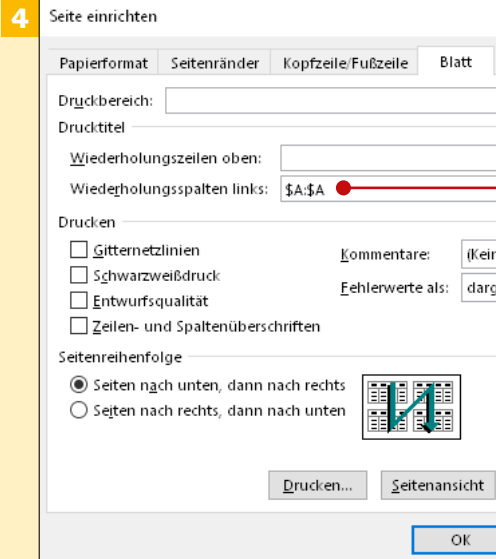 4
Seite einrichten
Papierformat Seitenränder Kopfzeile/Fußzeile Blatt
Druckbereich:
Drucktitel
Wiederholungszeilen oben:
Wiederholungsspalten links: $A:$A
Drucken
Gitternetzlinien
Kommentare: (Kein
Schwarzweißdruck
Fehlerwerte als: darg
Entwurfsqualität
Zeilen- und Spaltenüberschriften
Seitenreihenfolge
Seiten nach unten, dann nach rechts
Seiten nach rechts, dann nach unten
Drucken... Seitenansicht
OK